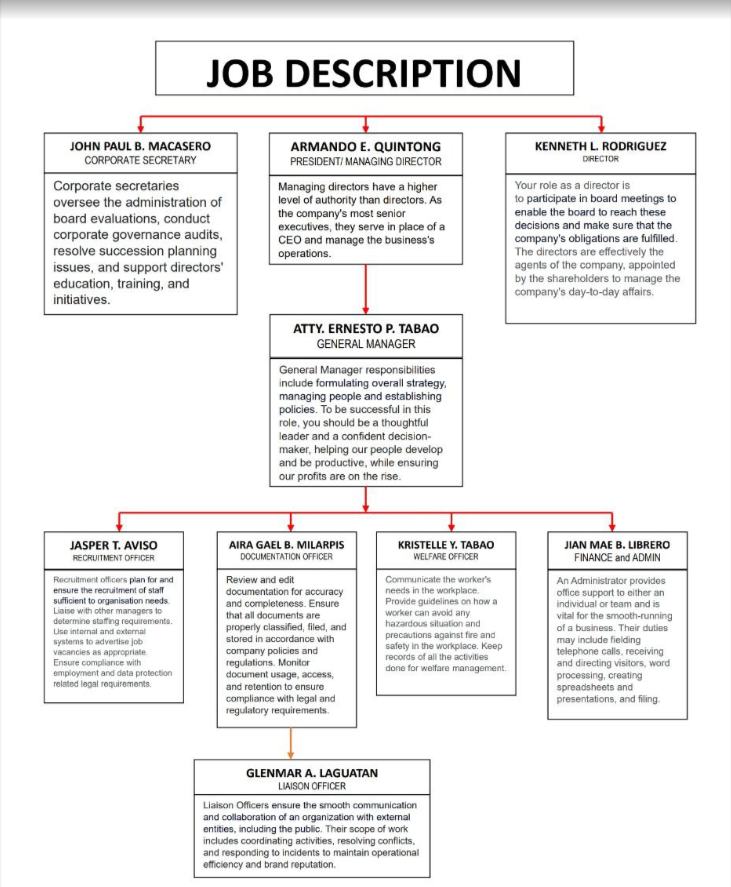 JOB DESCRIPTION
JOHN PAUL B. MACASERO
CORPORATE SECRETARY
Corporate secretaries
oversee the administration of
board evaluations, conduct
corporate governance audits,
resolve succession planning
issues, and support directors'
education, training, and
initiatives.
ARMANDO E. QUINTONG
PRESIDENT/ MANAGING DIRECTOR
Managing directors have a higher
level of authority than directors. As
the company's most senior
executives, they serve in place of a
CEO and manage the business's
operations.
KENNETH L. RODRIGUEZ
DIRECTOR
Your role as a director is
to participate in board meetings to
enable the board to reach these
decisions and make sure that the
company's obligations are fulfilled.
The directors are effectively the
agents of the company, appointed
by the shareholders to manage the
company's day-to-day affairs.
ATTY. ERNESTO P. TABAO
GENERAL MANAGER
General Manager responsibilities
include formulating overall strategy,
managing people and establishing
policies. To be successful in this
role, you should be a thoughtful
leader and a confident decision-
maker, helping our people develop
and be productive, while ensuring
our profits are on the rise.
JASPER T. AVISO
RECRUITMENT OFFICER
Recruitment officers plan for and
ensure the recruitment of staff
sufficient to organisation needs.
Liaise with other managers to
determine staffing requirements.
Use internal and external
systems to advertise job
vacancies as appropriate.
Ensure compliance with
employment and data protection
related legal requirements.
AIRA GAEL B. MILARPIS
DOCUMENTATION OFFICER
Review and edit
documentation for accuracy
and completeness. Ensure
that all documents are
properly classified, filed, and
stored in accordance with
company policies and
regulations. Monitor
document usage, access,
and retention to ensure
compliance with legal and
regulatory requirements.
KRISTELLE Y. TABAO
WELFARE OFFICER
Communicate the worker's
needs in the workplace.
Provide guidelines on how a
worker can avoid any
hazardous situation and
precautions against fire and
safety in the workplace. Keep
records of all the activities
done for welfare management.
JIAN MAE B. LIBRERO
FINANCE and ADMIN
An Administrator provides
office support to either an
individual or team and is
vital for the smooth-running
of a business. Their duties
may include fielding
telephone calls, receiving
and directing visitors, word
processing, creating
spreadsheets and
presentations, and filing.
GLENMAR A. LAGUATAN
LIAISON OFFICER
Liaison Officers ensure the smooth communication
and collaboration of an organization with external
entities, including the public. Their scope of work
includes coordinating activities, resolving conflicts,
and responding to incidents to maintain operational
efficiency and brand reputation.